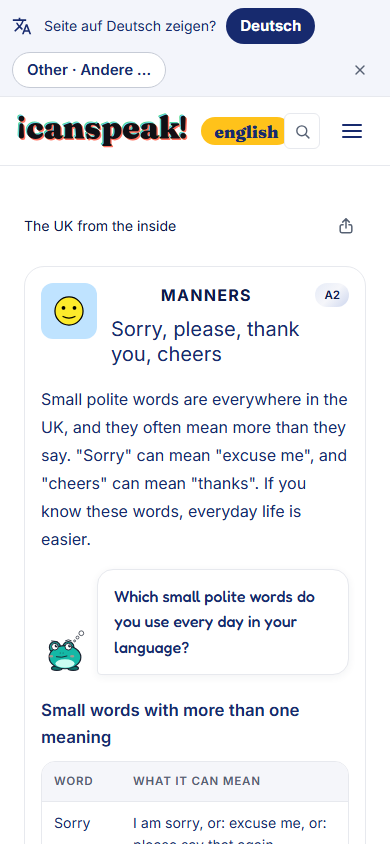 Seite auf Deutsch zeigen? Deutsch
Other · Andere ...
icanspeak! english
The UK from the inside
MANNERS A2
Sorry, please, thank
you, cheers
Small polite words are everywhere in the
UK, and they often mean more than they
say. "Sorry" can mean "excuse me", and
"cheers" can mean "thanks". If you
know these words, everyday life is
easier.
Which small polite words do
you use every day in your
language?
Small words with more than one
meaning
WORD WHAT IT CAN MEAN
Sorry I am sorry, or: excuse me, or:
please say that again